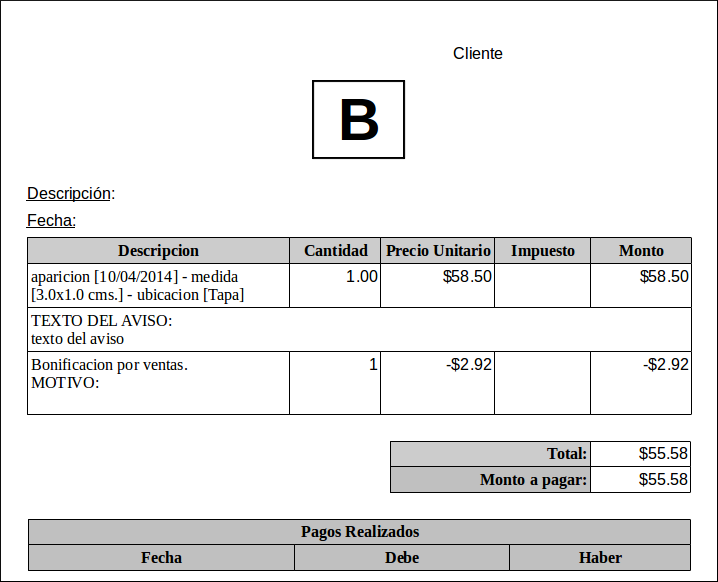 Cliente
B
Descripción:
Fecha:
Descripcion Cantidad Precio Unitario Impuesto Monto
aparicion [10/04/2014] - medida 1.00 $58.50 $58.50
[3.0x1.0 cms.] - ubicacion [Tapa]
TEXTO DEL AVISO:
texto del aviso
Bonificacion por ventas. 1 -$2.92 -$2.92
MOTIVO:
Total: $55.58
Monto a pagar: $55.58
Pagos Realizados
Fecha Debe Haber